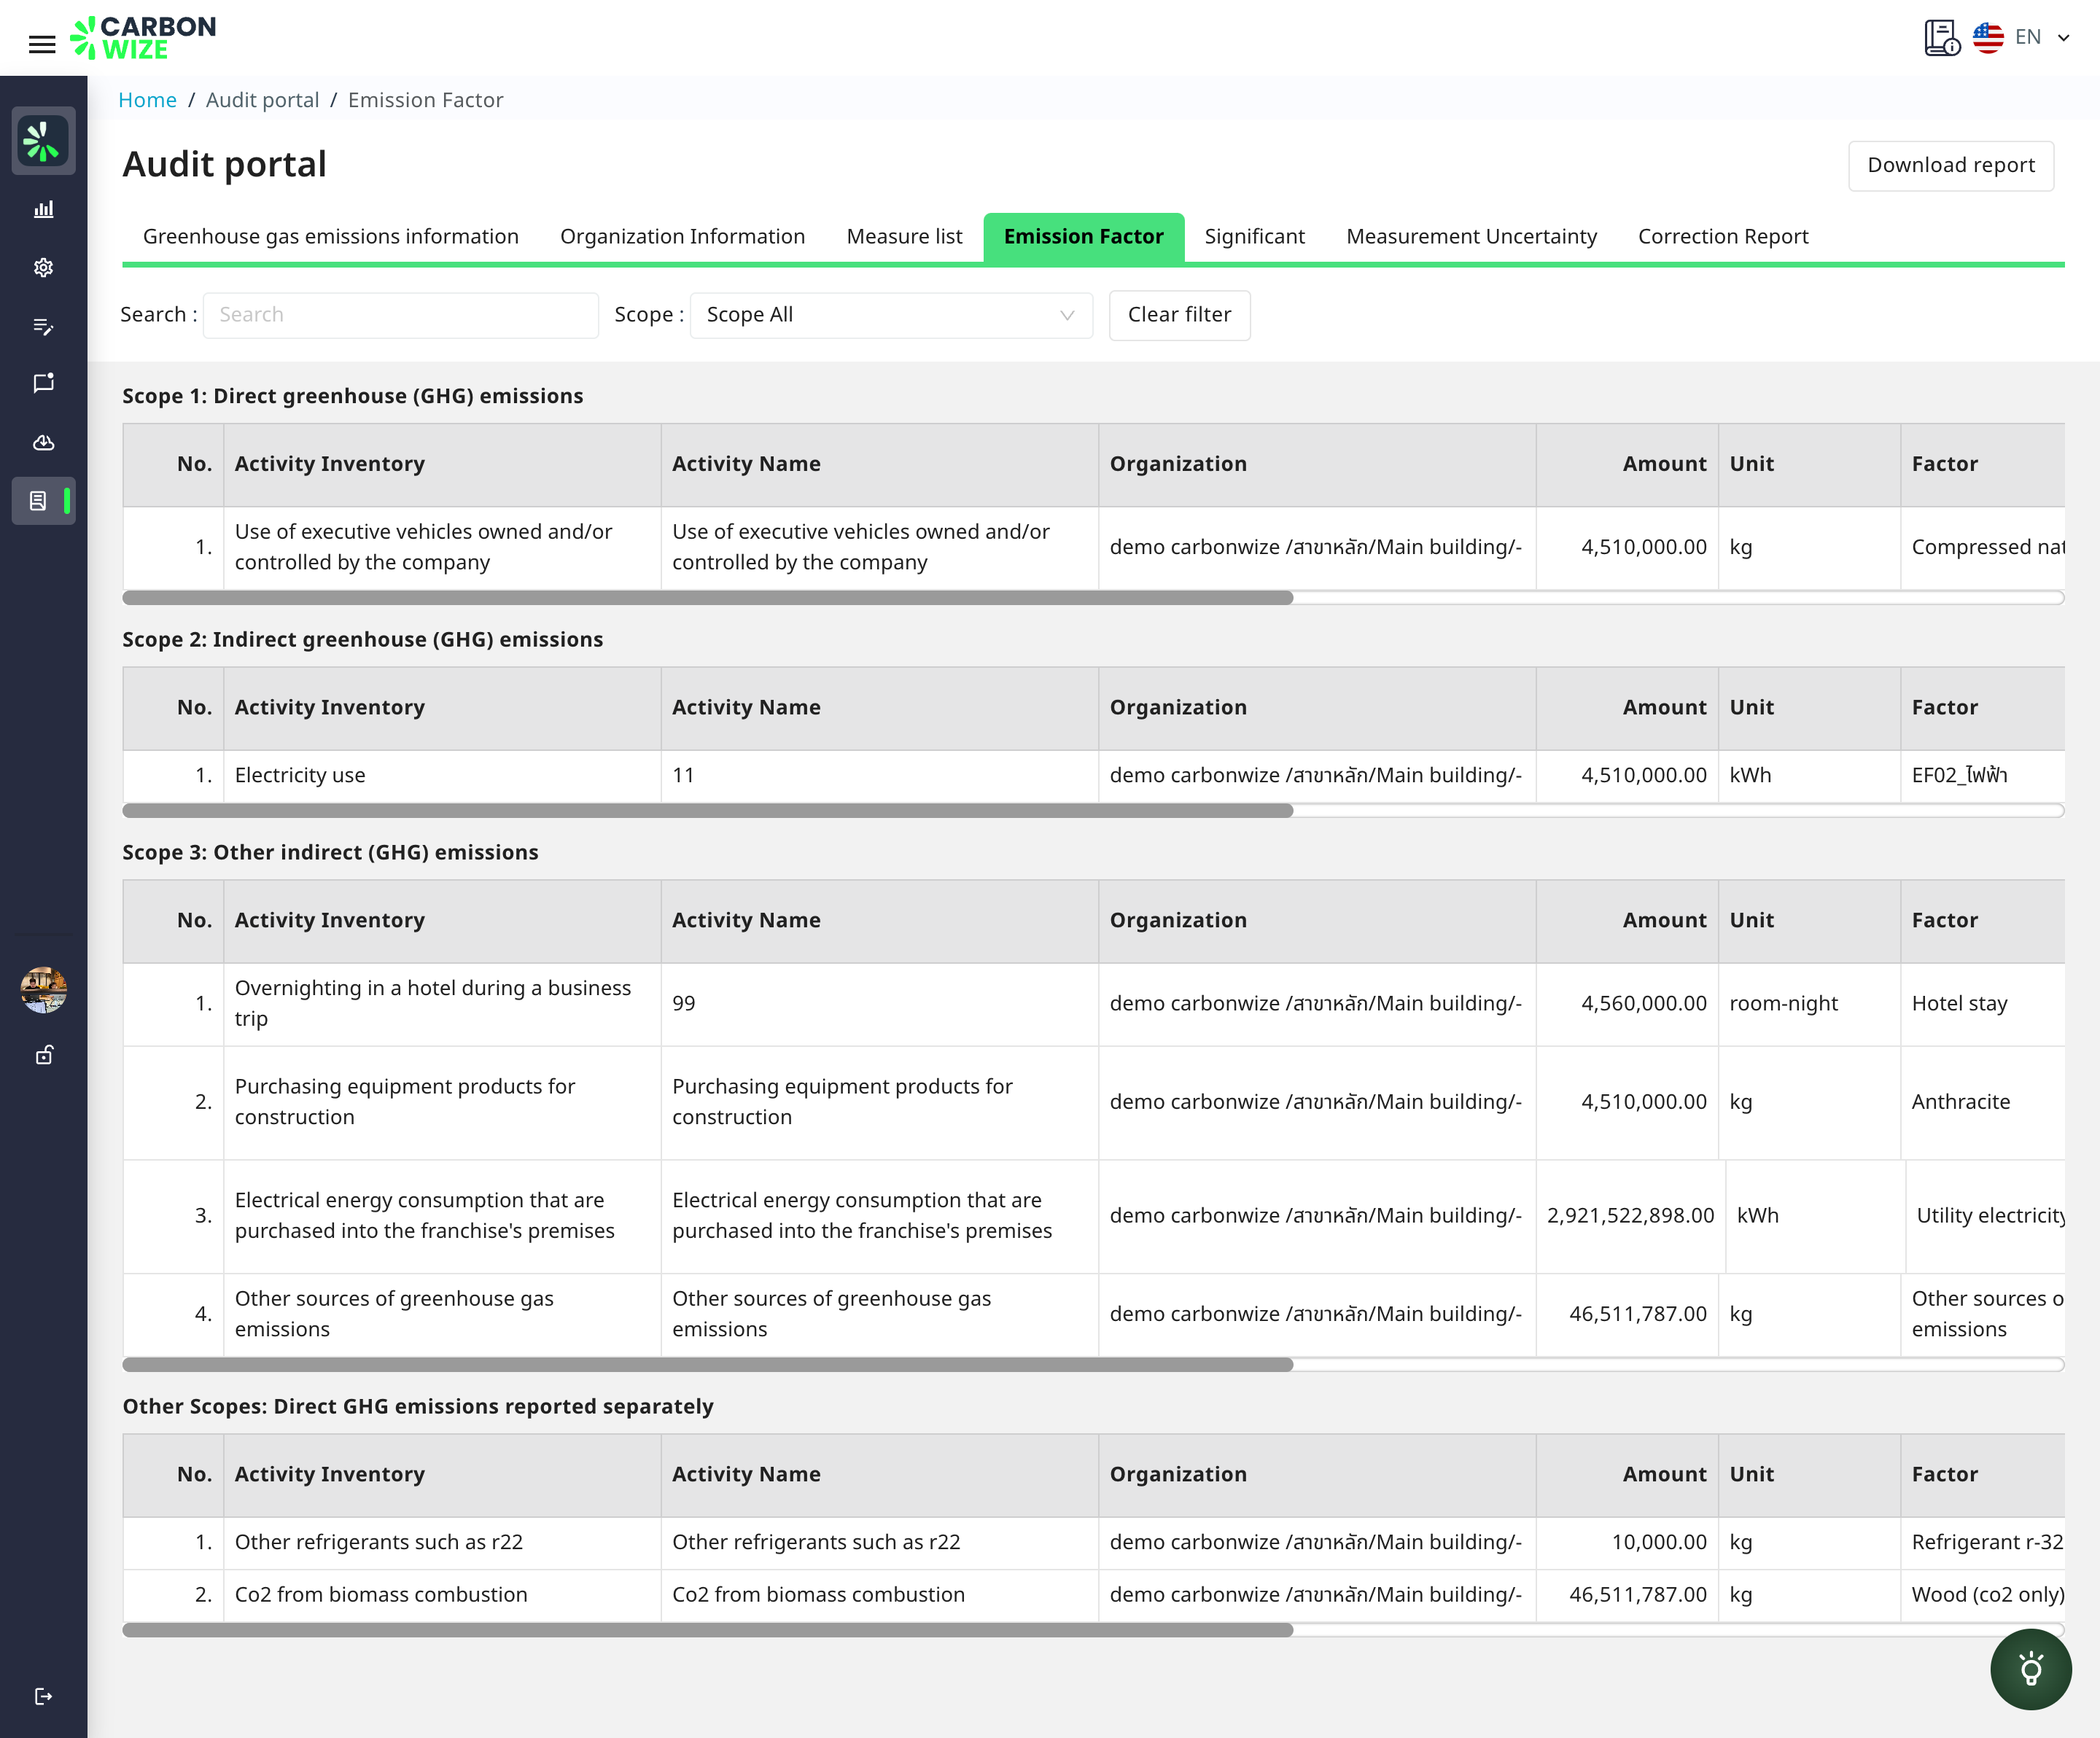 CARBON
WIZE
EN
Home / Audit portal / Emission Factor
Audit portal
Download report
Greenhouse gas emissions information Organization Information Measure list Emission Factor Significant Measurement Uncertainty Correction Report
Search : Search Scope : Scope All Clear filter
Scope 1: Direct greenhouse (GHG) emissions
No. Activity Inventory Activity Name Organization Amount Unit Factor
1. Use of executive vehicles owned and/or controlled by the company Use of executive vehicles owned and/or controlled by the company demo carbonwize /สาขาหลัก/Main building/- 4,510,000.00 kg Compressed nat
Scope 2: Indirect greenhouse (GHG) emissions
No. Activity Inventory Activity Name Organization Amount Unit Factor
1. Electricity use 11 demo carbonwize /สาขาหลัก/Main building/- 4,510,000.00 kWh EF02_ไฟฟ้า
Scope 3: Other indirect (GHG) emissions
No. Activity Inventory Activity Name Organization Amount Unit Factor
1. Overnighting in a hotel during a business trip 99 demo carbonwize /สาขาหลัก/Main building/- 4,560,000.00 room-night Hotel stay
2. Purchasing equipment products for construction Purchasing equipment products for construction demo carbonwize /สาขาหลัก/Main building/- 4,510,000.00 kg Anthracite
3. Electrical energy consumption that are purchased into the franchise's premises Electrical energy consumption that are purchased into the franchise's premises demo carbonwize /สาขาหลัก/Main building/- 2,921,522,898.00 kWh Utility electricity
4. Other sources of greenhouse gas emissions Other sources of greenhouse gas emissions demo carbonwize /สาขาหลัก/Main building/- 46,511,787.00 kg Other sources o emissions
Other Scopes: Direct GHG emissions reported separately
No. Activity Inventory Activity Name Organization Amount Unit Factor
1. Other refrigerants such as r22 Other refrigerants such as r22 demo carbonwize /สาขาหลัก/Main building/- 10,000.00 kg Refrigerant r-32
2. Co2 from biomass combustion Co2 from biomass combustion demo carbonwize /สาขาหลัก/Main building/- 46,511,787.00 kg Wood (co2 only)